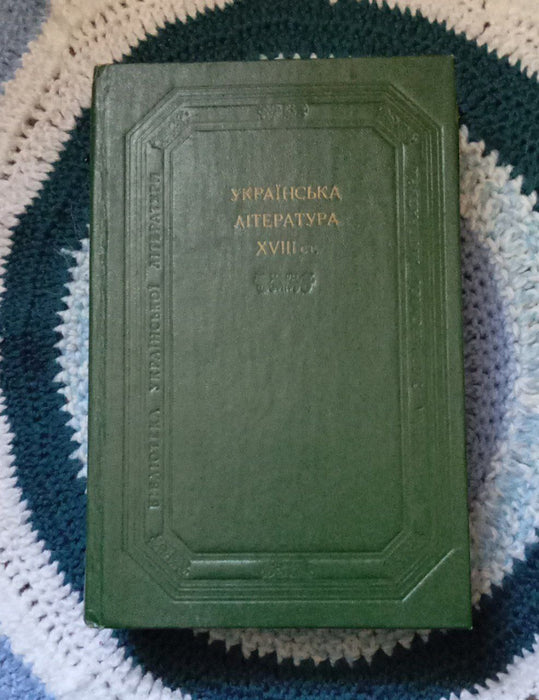 УКРАЇНСЬКА
ЛІТЕРАТУРА
XVIII ст.
БІБЛІОТЕКА УКРАЇНСЬКОЇ ЛІТЕРАТУРИ